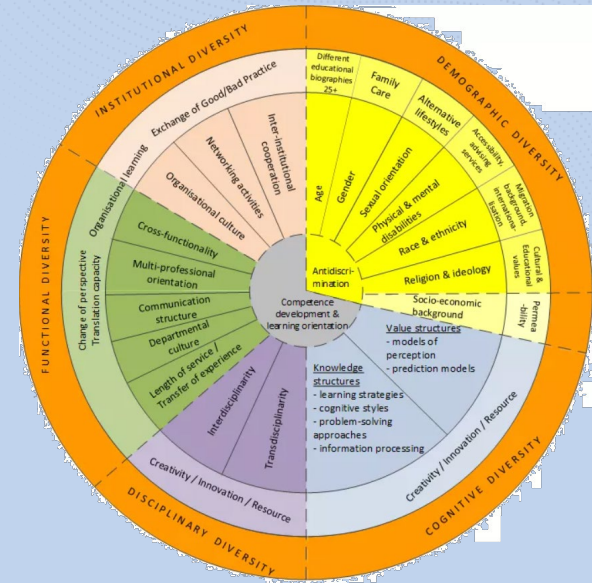 INSTITUTIONAL DIVERSITY
DEMOGRAPHIC DIVERSITY
FUNCTIONAL DIVERSITY
DISCIPLINARY DIVERSITY
COGNITIVE DIVERSITY
Exchange of Good/Bad Practice
Organisational learning
Inter-institutional
cooperation
Networking activities
Organisational culture
Different
educational
biographies
25+
Family
Care
Alternative
lifestyles
Accessibility,
advising
services
Migration
background,
internationa-
lisation
Cultural &
Educational
values
Permea
-bility
Age
Gender
Sexual orientation
Physical & mental
disabilities
Race & ethnicity
Religion & ideology
Socio-economic
background
Antidiscri-
mination
Competence
development &
learning orientation
Change of perspective
Translation capacity
Cross-functionality
Multi-professional
orientation
Communication
structure
Departmental
culture
Length of service /
Transfer of experience
Interdisciplinarity
Transdisciplinarity
Creativity / Innovation / Resource
Value structures
- models of
perception
- prediction models
Knowledge
structures
- learning strategies
- cognitive styles
- problem-solving
approaches
- information processing
Creativity / Innovation / Resource